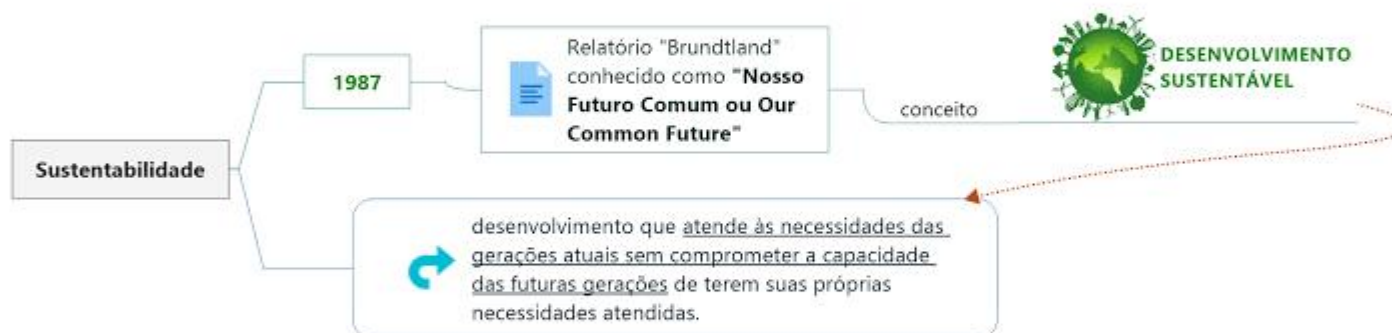 Sustentabilidade
1987
Relatório "Brundtland"
conhecido como "Nosso
Futuro Comum ou Our
Common Future"
conceito
DESENVOLVIMENTO
SUSTENTÁVEL
desenvolvimento que atende às necessidades das
gerações atuais sem comprometer a capacidade
das futuras gerações de terem suas próprias
necessidades atendidas.